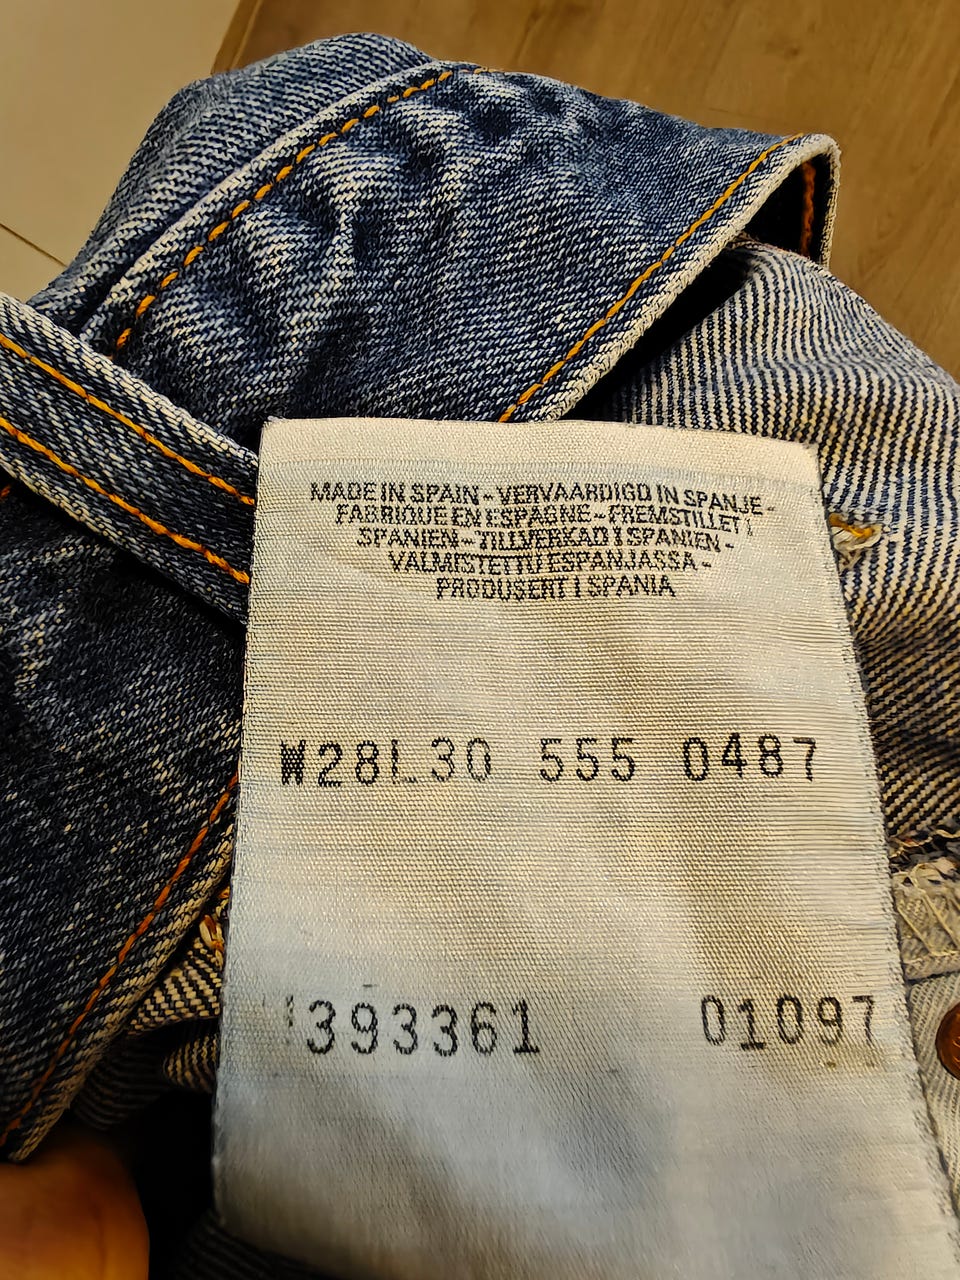 MADE IN SPAIN - VERVAARDIGD IN SPANJE -
FABRIQUE EN ESPAGNE - FREMSTILLET I
SPANIEN - TILLVERKAD I SPANIEN -
VALMISTETTU ESPANJASSA -
PRODUSERT I SPANIA
W28L30 555 0487
393361 01097